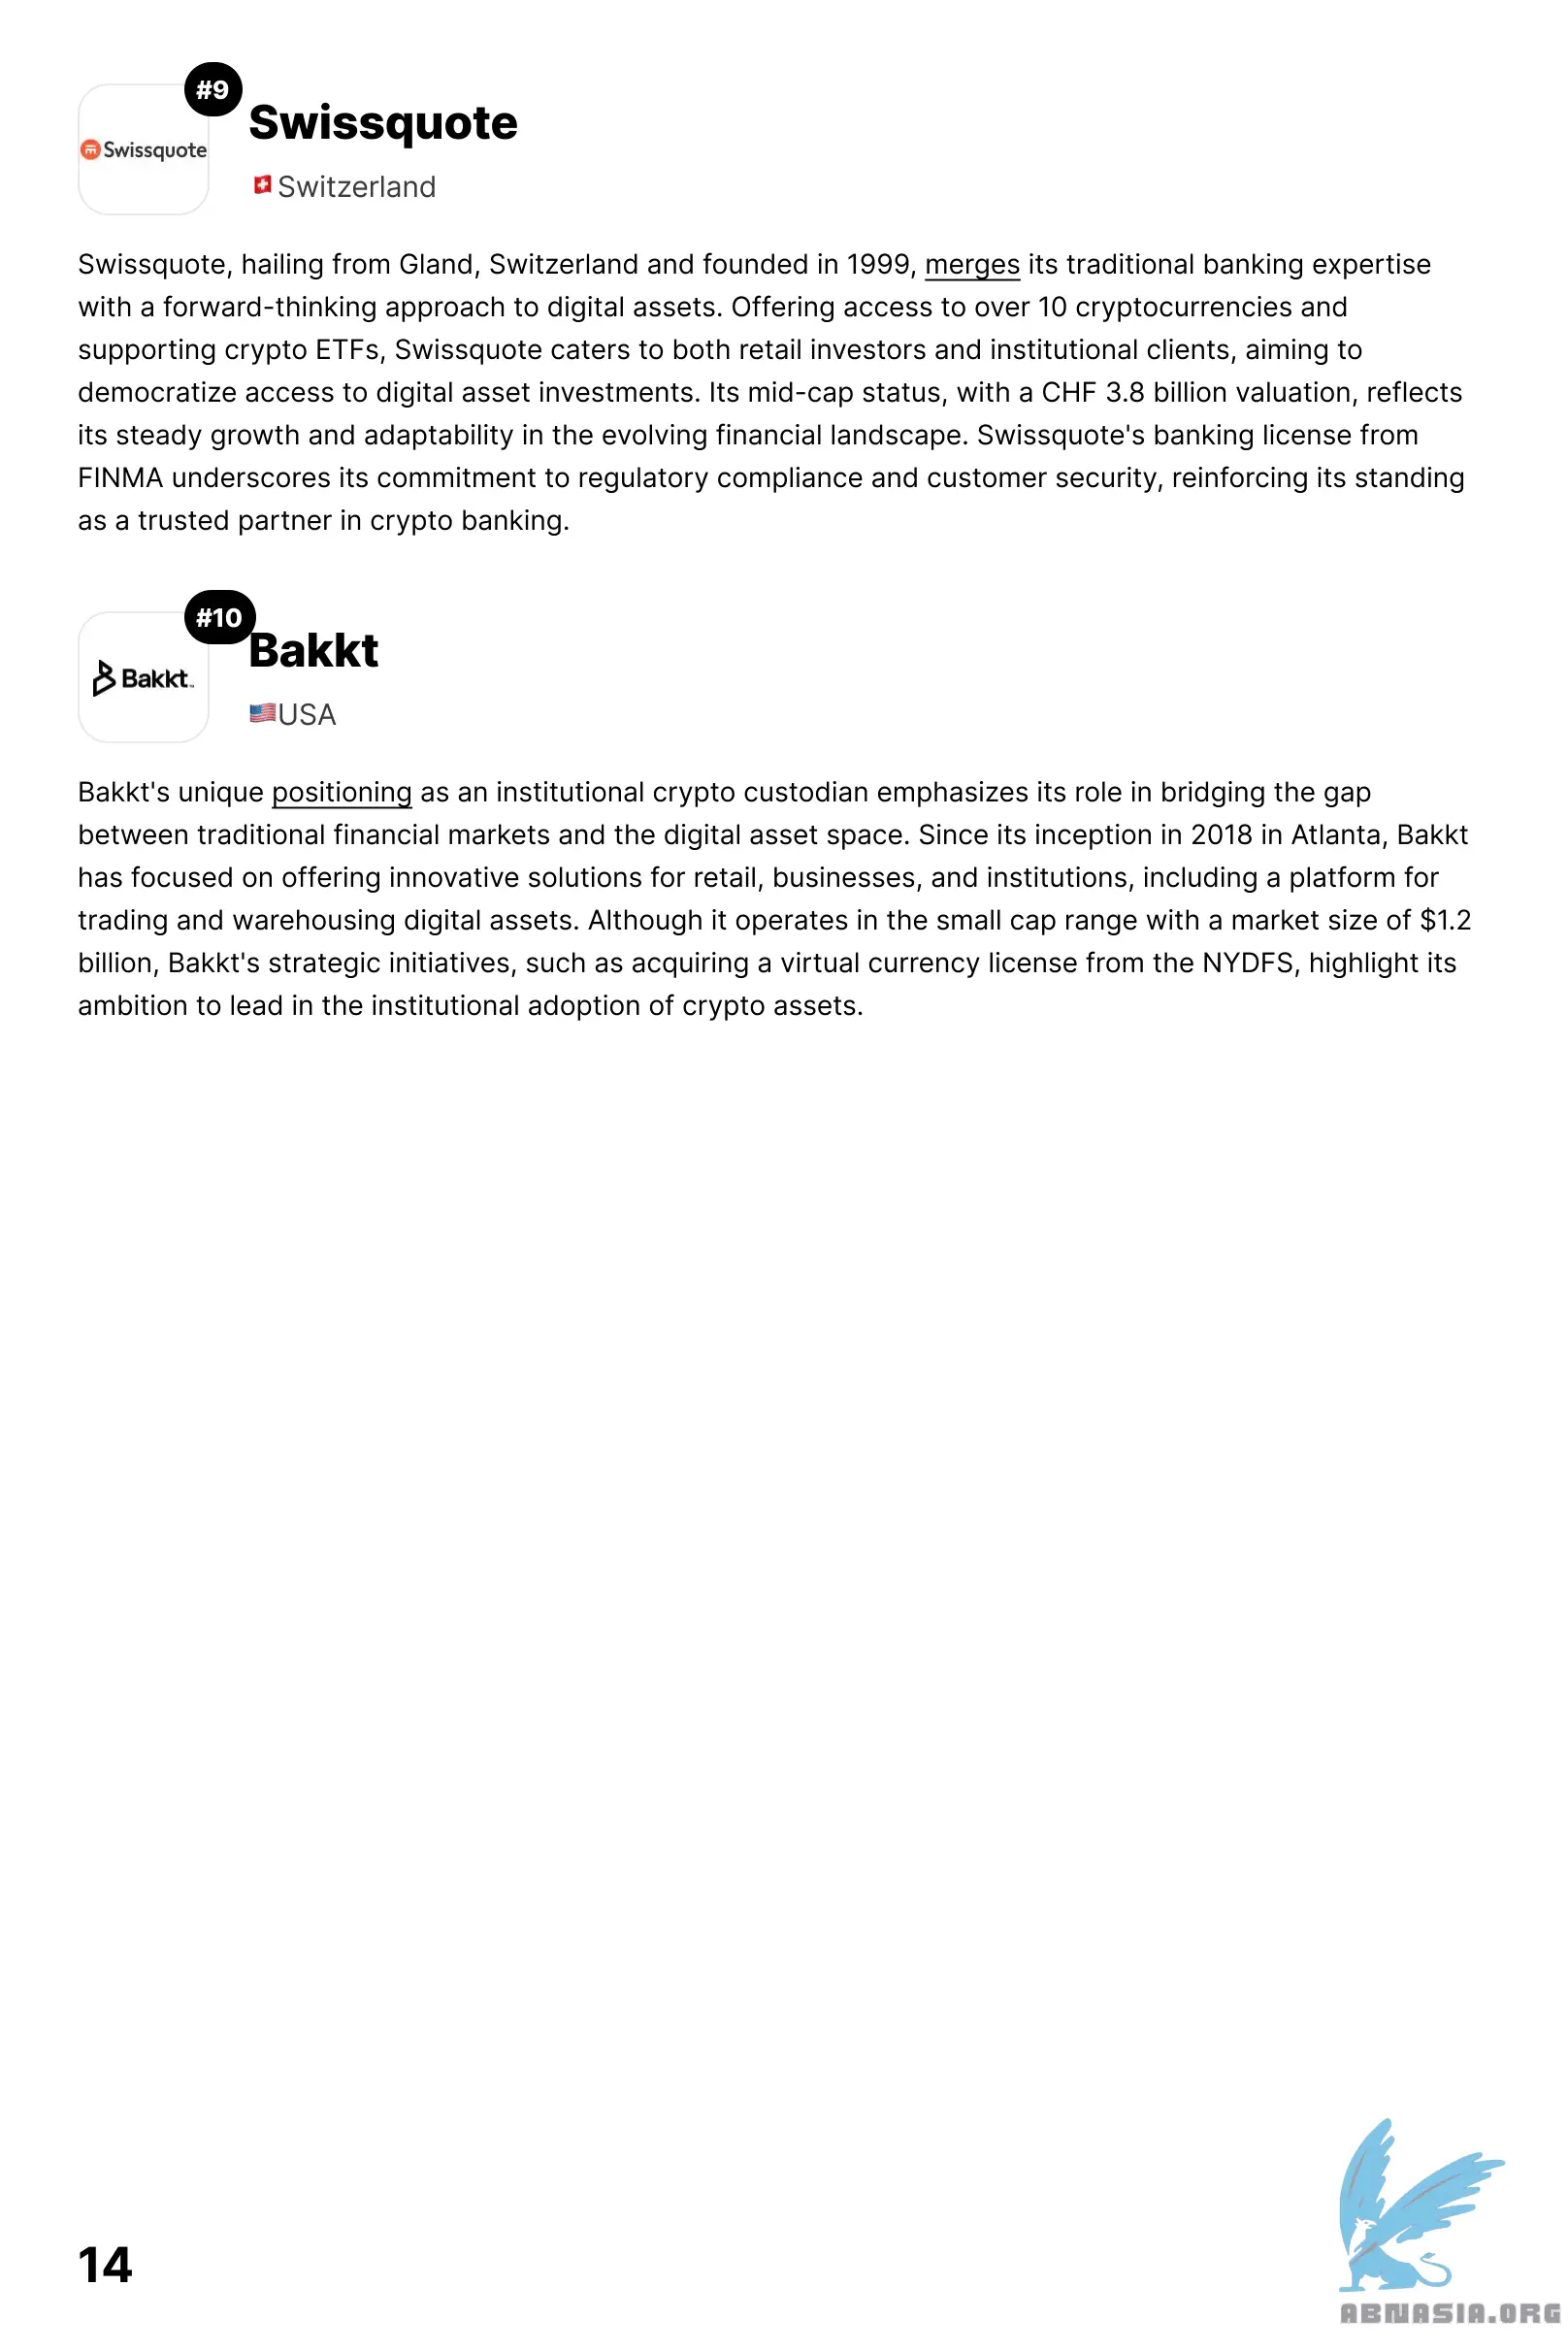 #9
Swissquote
Swissquote
🇨🇭Switzerland
Swissquote, hailing from Gland, Switzerland and founded in 1999, merges its traditional banking expertise
with a forward-thinking approach to digital assets. Offering access to over 10 cryptocurrencies and
supporting crypto ETFs, Swissquote caters to both retail investors and institutional clients, aiming to
democratize access to digital asset investments. Its mid-cap status, with a CHF 3.8 billion valuation, reflects
its steady growth and adaptability in the evolving financial landscape. Swissquote's banking license from
FINMA underscores its commitment to regulatory compliance and customer security, reinforcing its standing
as a trusted partner in crypto banking.
#10
Bakkt
Bakkt
🇺🇸USA
Bakkt's unique positioning as an institutional crypto custodian emphasizes its role in bridging the gap
between traditional financial markets and the digital asset space. Since its inception in 2018 in Atlanta, Bakkt
has focused on offering innovative solutions for retail, businesses, and institutions, including a platform for
trading and warehousing digital assets. Although it operates in the small cap range with a market size of $1.2
billion, Bakkt's strategic initiatives, such as acquiring a virtual currency license from the NYDFS, highlight its
ambition to lead in the institutional adoption of crypto assets.
14
ABNASIA.ORG